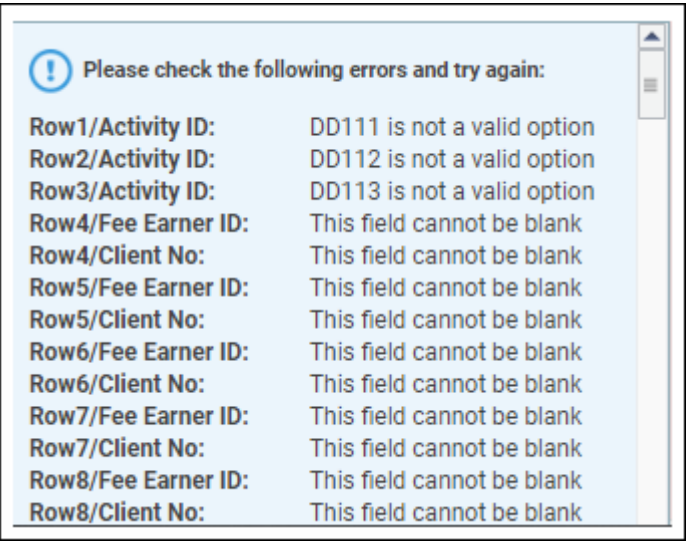 Please check the following errors and try again:
Row1/Activity ID: DD111 is not a valid option
Row2/Activity ID: DD112 is not a valid option
Row3/Activity ID: DD113 is not a valid option
Row4/Fee Earner ID: This field cannot be blank
Row4/Client No: This field cannot be blank
Row5/Fee Earner ID: This field cannot be blank
Row5/Client No: This field cannot be blank
Row6/Fee Earner ID: This field cannot be blank
Row6/Client No: This field cannot be blank
Row7/Fee Earner ID: This field cannot be blank
Row7/Client No: This field cannot be blank
Row8/Fee Earner ID: This field cannot be blank
Row8/Client No: This field cannot be blank